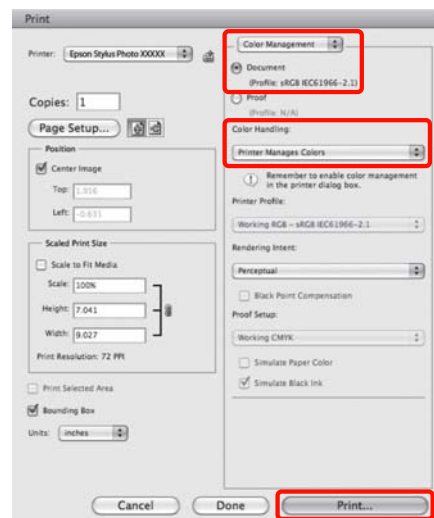 Print
Printer: Epson Stylus Photo XXXXX
Copies: 1
Page Setup...
Position
Center Image
Top: 1.916
Left: -0.631
Scaled Print Size
Scale to Fit Media
Scale: 100%
Height: 7.041
Width: 9.027
Print Resolution: 72 PPI
Print Selected Area
Bounding Box
Units: inches
Color Management
Document
(Profile: sRGB IEC61966-2.1)
Proof
(Profile: N/A)
Color Handling:
Printer Manages Colors
Remember to enable color management
in the printer dialog box.
Printer Profile:
Working RGB - sRGB IEC61966-2.1
Rendering Intent:
Perceptual
Black Point Compensation
Proof Setup:
Working CMYK
Simulate Paper Color
Simulate Black Ink
Cancel
Done
Print...